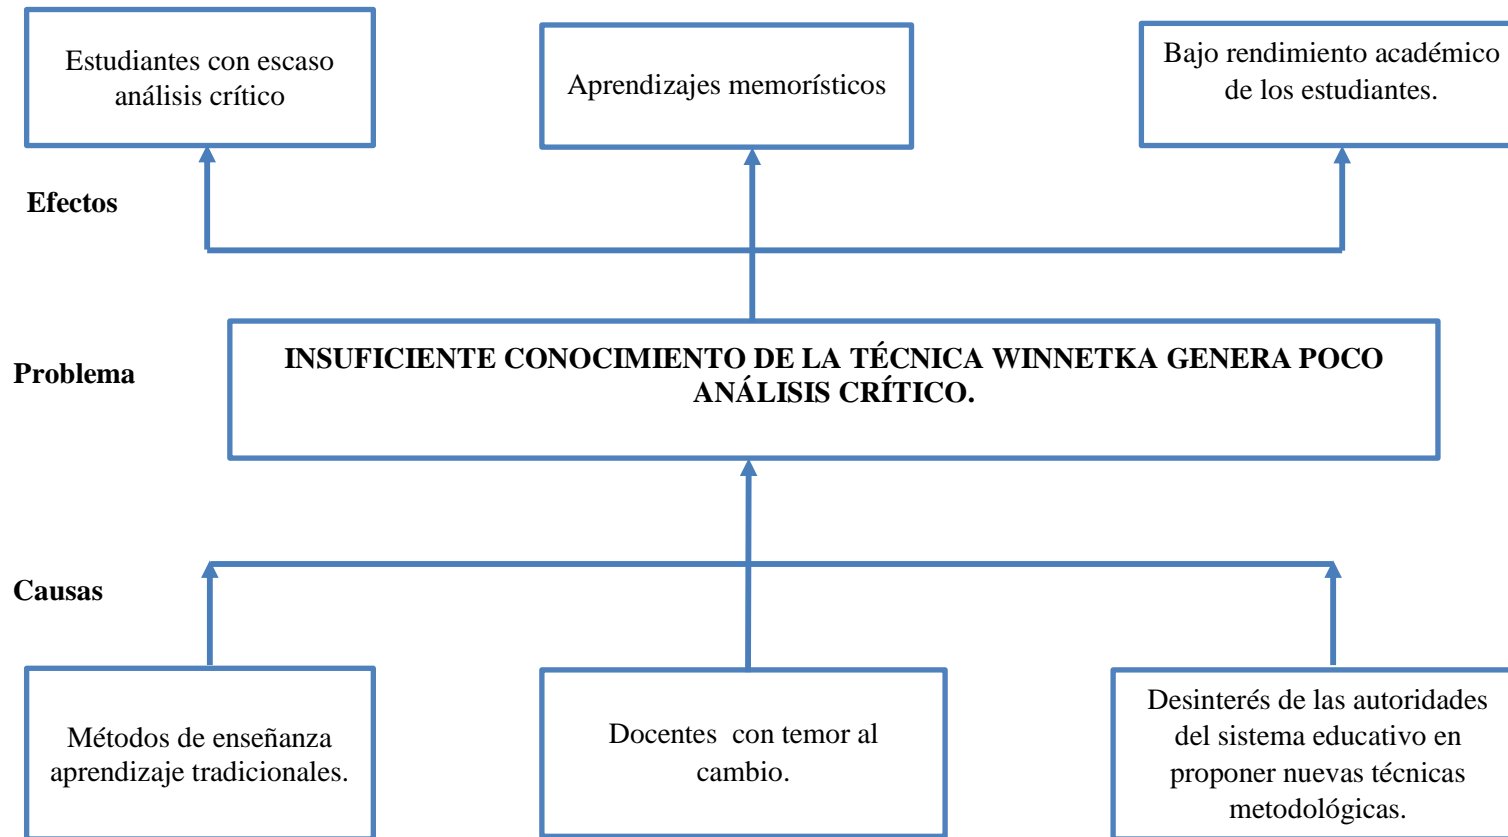 Estudiantes con escaso
análisis crítico
Aprendizajes memorísticos
Bajo rendimiento académico
de los estudiantes.
Efectos
Problema
INSUFICIENTE CONOCIMIENTO DE LA TÉCNICA WINNETKA GENERA POCO
ANÁLISIS CRÍTICO.
Causas
Métodos de enseñanza
aprendizaje tradicionales.
Docentes  con temor al
cambio.
Desinterés de las autoridades
del sistema educativo en
proponer nuevas técnicas
metodológicas.